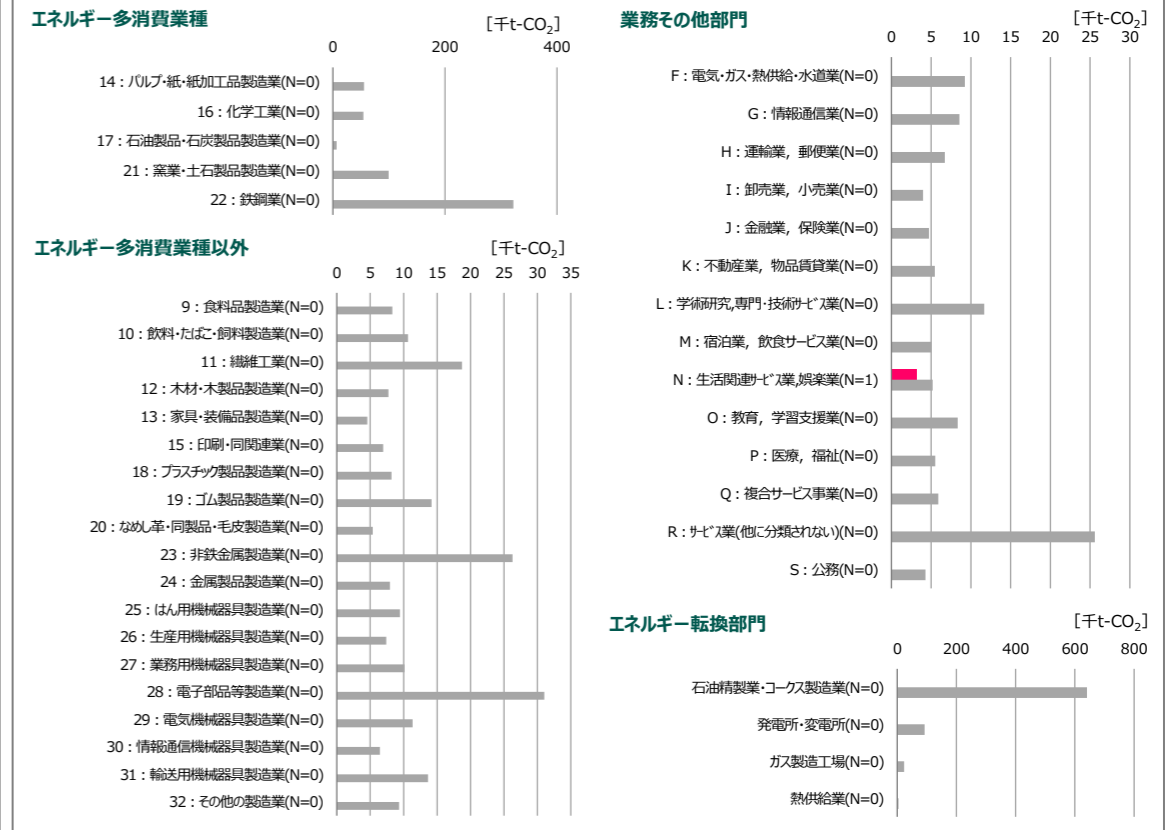 エネルギー多消費業種
[千t-CO2]
0 200 400
14：パルプ・紙・紙加工品製造業(N=0)
16：化学工業(N=0)
17：石油製品・石炭製品製造業(N=0)
21：窯業・土石製品製造業(N=0)
22：鉄鋼業(N=0)
エネルギー多消費業種以外
[千t-CO2]
0 5 10 15 20 25 30 35
9：食料品製造業(N=0)
10：飲料・たばこ・飼料製造業(N=0)
11：繊維工業(N=0)
12：木材・木製品製造業(N=0)
13：家具・装備品製造業(N=0)
15：印刷・同関連業(N=0)
18：プラスチック製品製造業(N=0)
19：ゴム製品製造業(N=0)
20：なめし革・同製品・毛皮製造業(N=0)
23：非鉄金属製造業(N=0)
24：金属製品製造業(N=0)
25：はん用機械器具製造業(N=0)
26：生産用機械器具製造業(N=0)
27：業務用機械器具製造業(N=0)
28：電子部品等製造業(N=0)
29：電気機械器具製造業(N=0)
30：情報通信機械器具製造業(N=0)
31：輸送用機械器具製造業(N=0)
32：その他の製造業(N=0)
業務その他部門
[千t-CO2]
0 5 10 15 20 25 30
F：電気・ガス・熱供給・水道業(N=0)
G：情報通信業(N=0)
H：運輸業，郵便業(N=0)
I：卸売業，小売業(N=0)
J：金融業，保険業(N=0)
K：不動産業，物品賃貸業(N=0)
L：学術研究,専門・技術サービス業(N=0)
M：宿泊業，飲食サービス業(N=0)
N：生活関連サービス業,娯楽業(N=1)
O：教育，学習支援業(N=0)
P：医療，福祉(N=0)
Q：複合サービス事業(N=0)
R：サービス業(他に分類されない)(N=0)
S：公務(N=0)
エネルギー転換部門
[千t-CO2]
0 200 400 600 800
石油精製業・コークス製造業(N=0)
発電所・変電所(N=0)
ガス製造工場(N=0)
熱供給業(N=0)